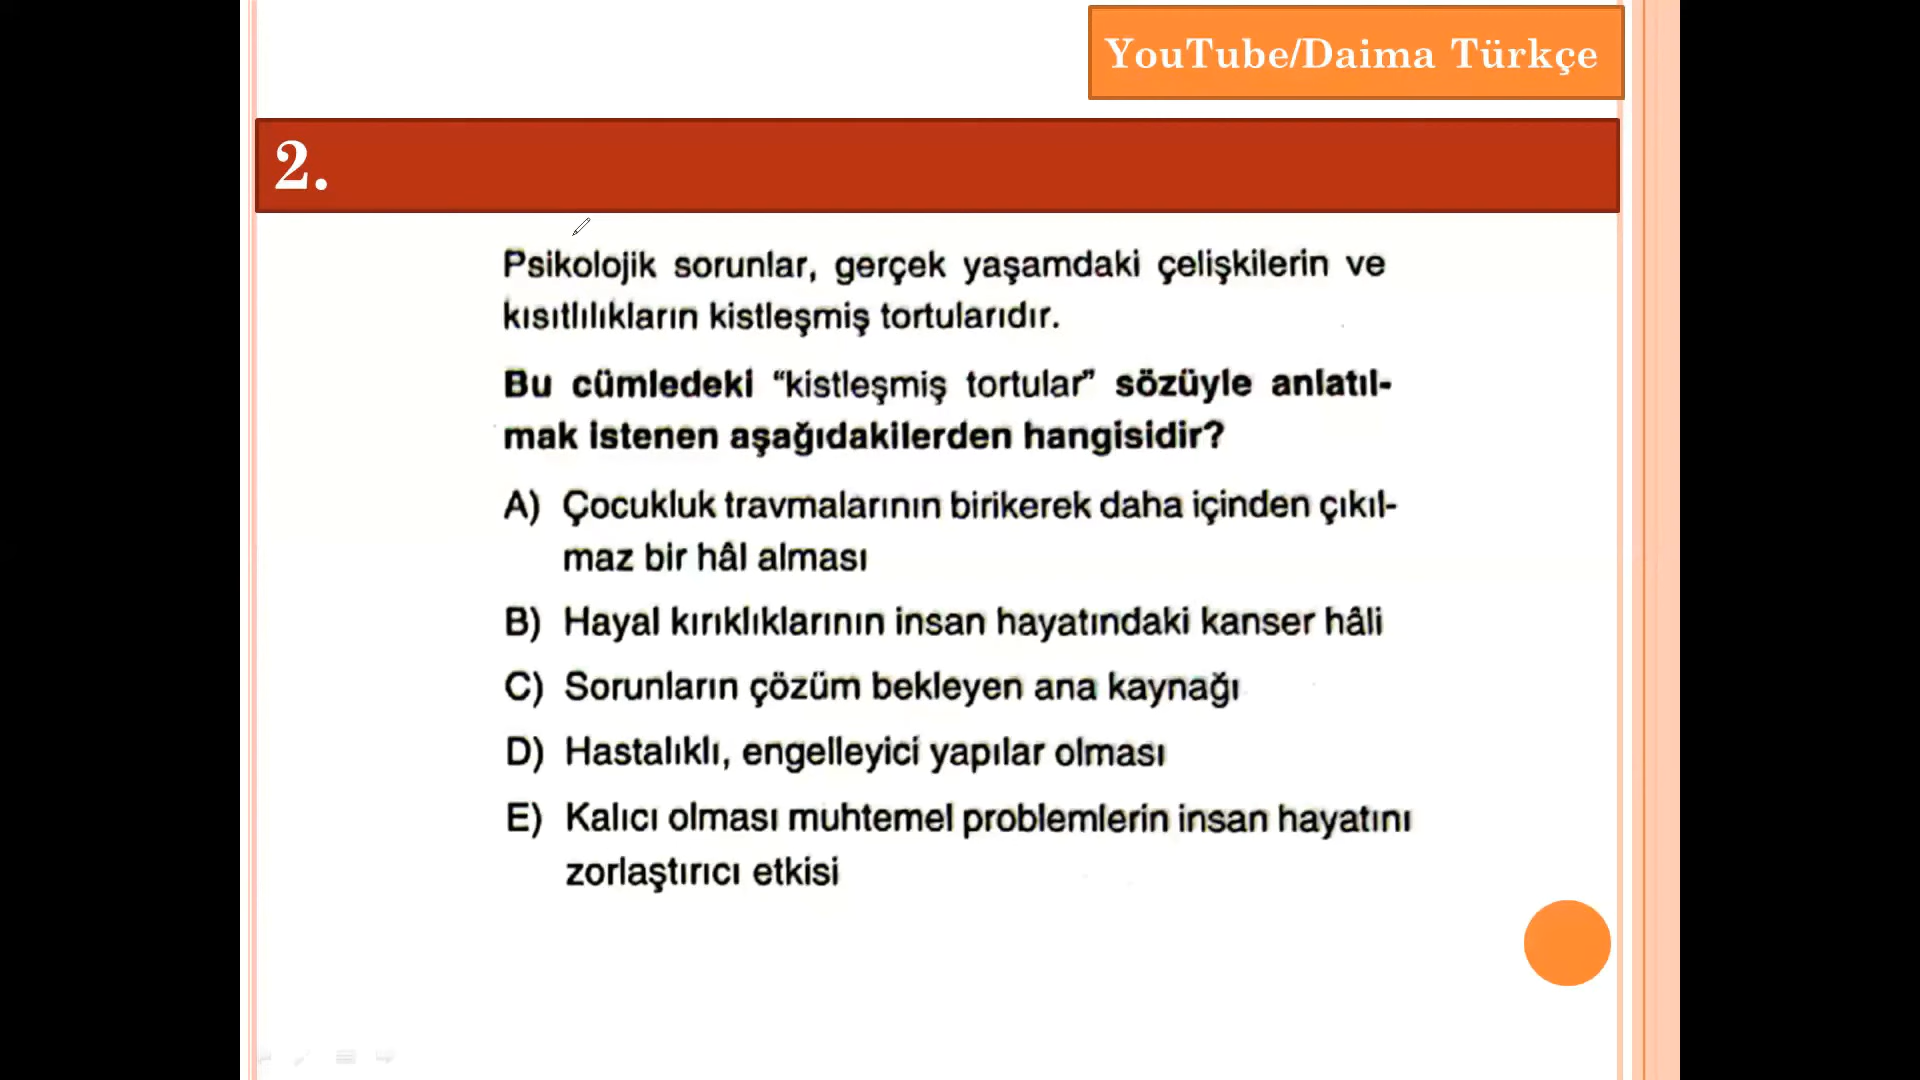 YouTube/Daima Türkçe
2.
Psikolojik sorunlar, gerçek yaşamdaki çelişkilerin ve
kısıtlılıkların kistleşmiş tortularıdır.
Bu cümledeki “kistleşmiş tortular” sözüyle anlatıl-
mak istenen aşağıdakilerden hangisidir?
A) Çocukluk travmalarının birikerek daha içinden çıkıl-
maz bir hâl alması
B) Hayal kırıklıklarının insan hayatındaki kanser hâli
C) Sorunların çözüm bekleyen ana kaynağı
D) Hastalıklı, engelleyici yapılar olması
E) Kalıcı olması muhtemel problemlerin insan hayatını
zorlaştırıcı etkisi